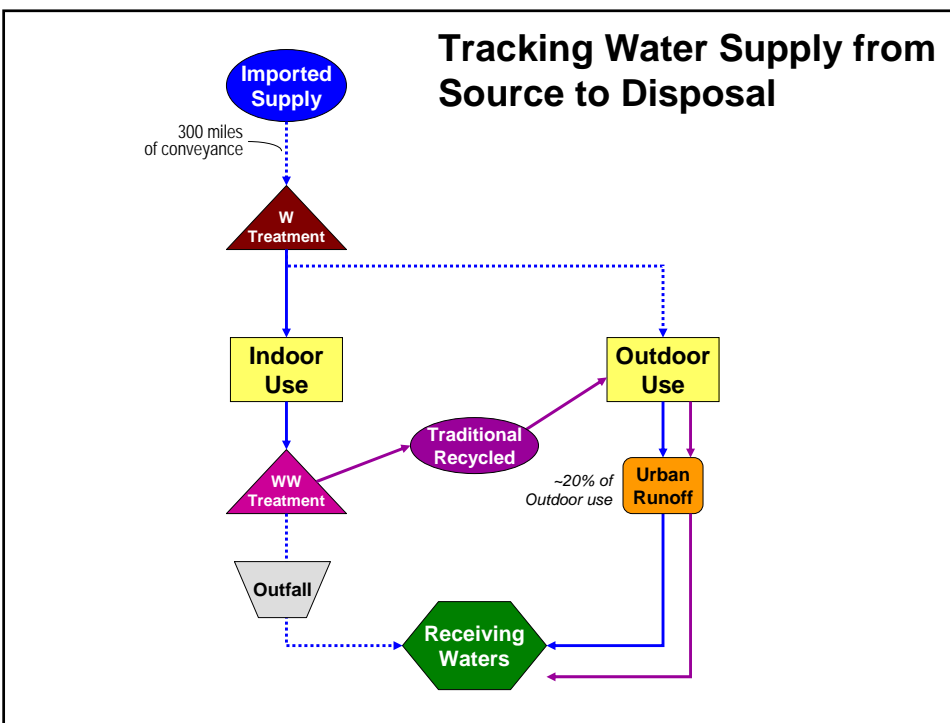 Tracking Water Supply from
Source to Disposal
Imported
Supply
300 miles
of conveyance
W
Treatment
Indoor
Use
Outdoor
Use
Traditional
Recycled
WW
Treatment
~20% of
Outdoor use
Urban
Runoff
Outfall
Receiving
Waters